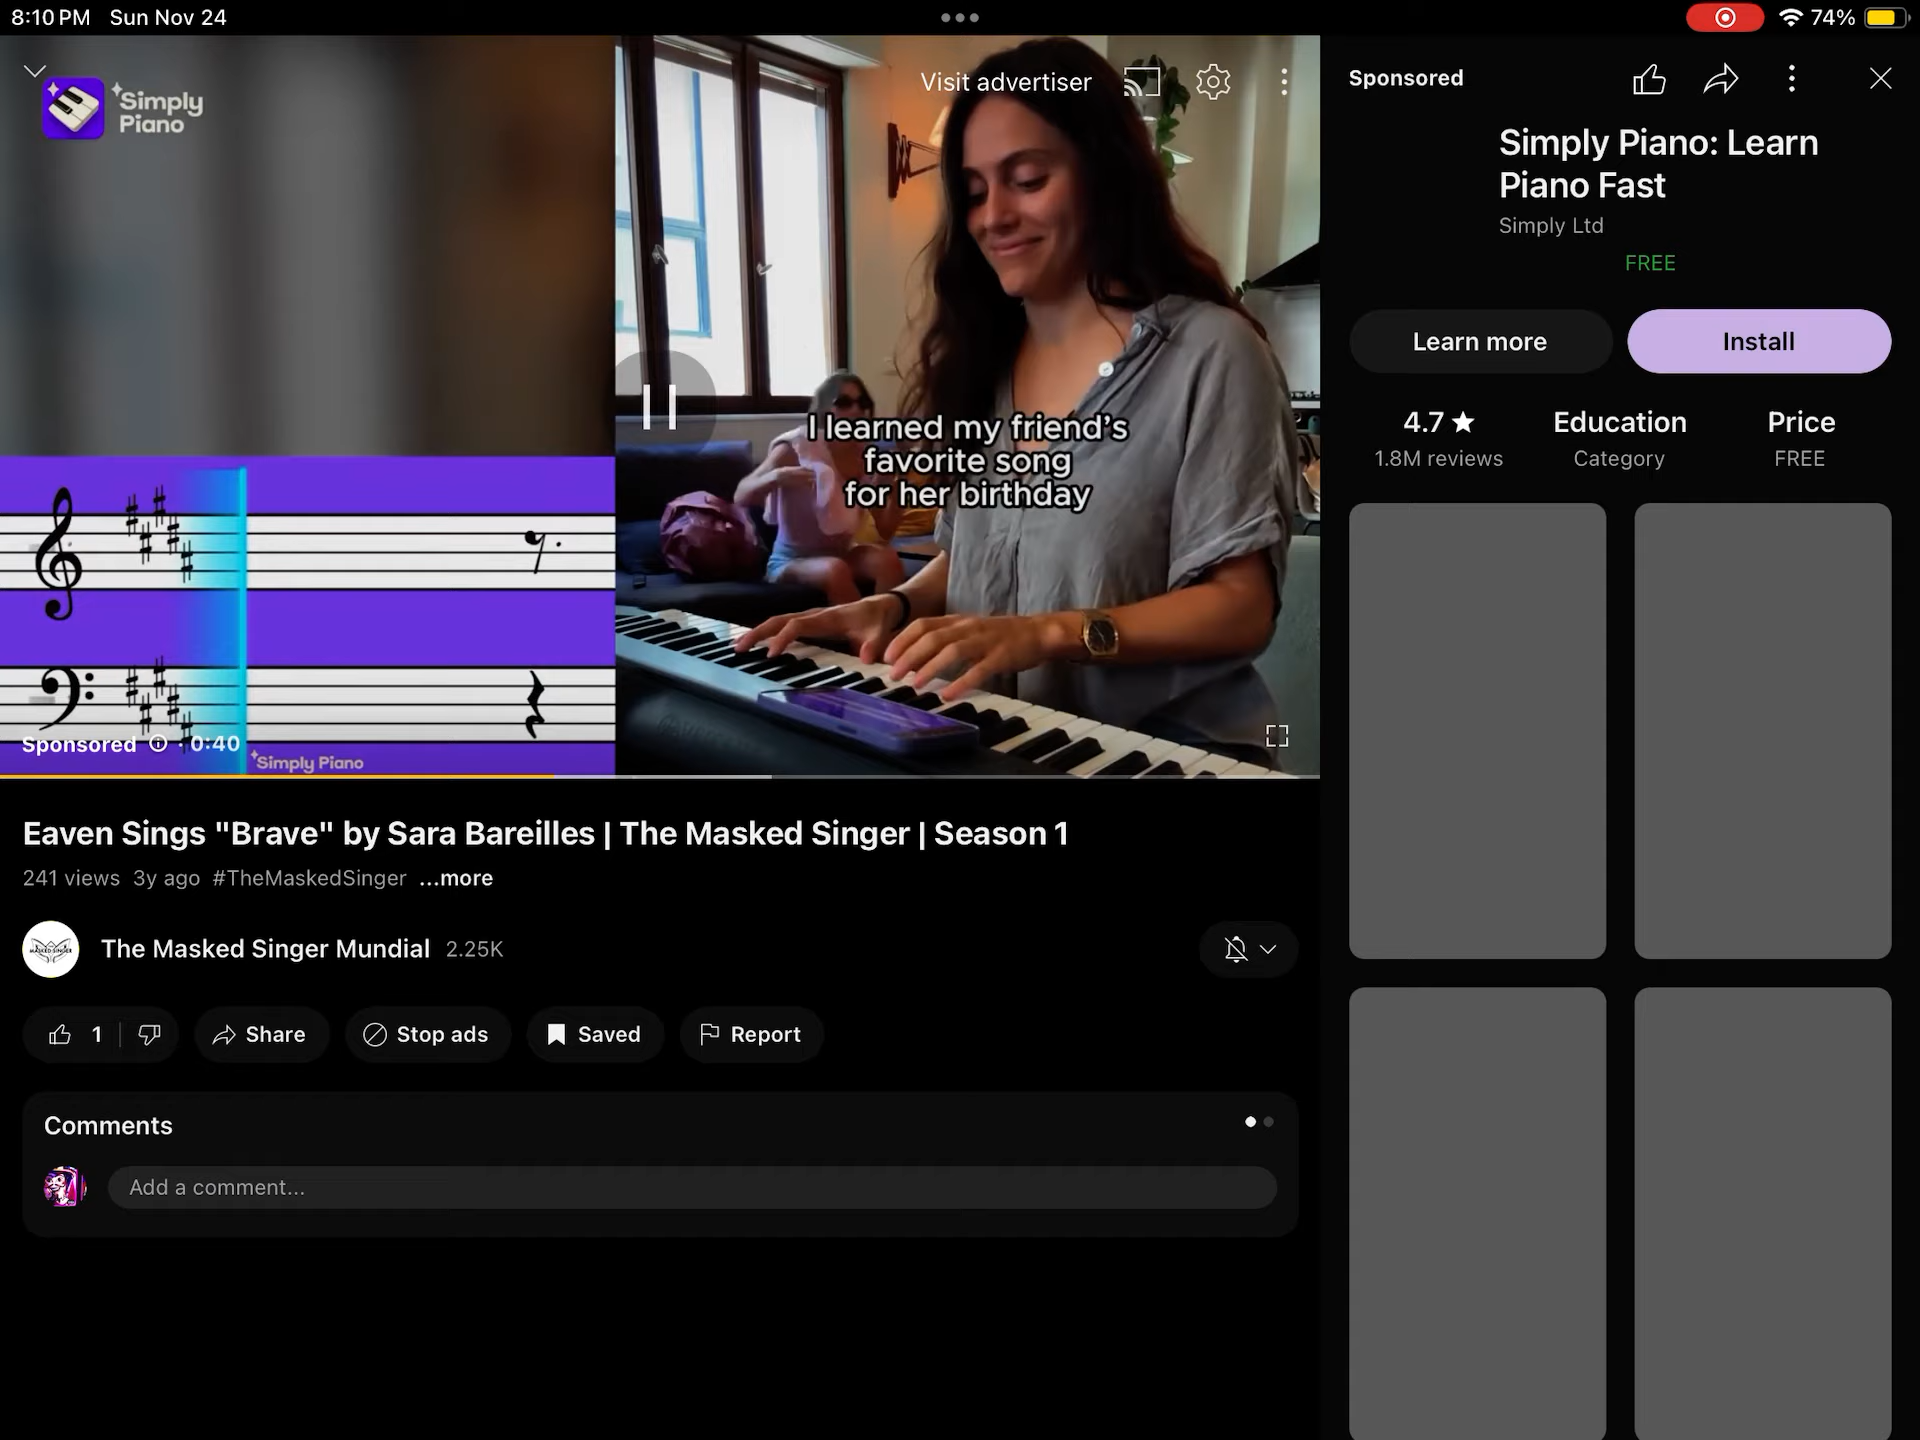 8:10 PM Sun Nov 24
74%
Simply
Piano
Visit advertiser
I learned my friend's
favorite song
for her birthday
Sponsored · 0:40
Simply Piano
Eaven Sings "Brave" by Sara Bareilles | The Masked Singer | Season 1
241 views 3y ago #TheMaskedSinger ...more
The Masked Singer Mundial 2.25K
1
Share
Stop ads
Saved
Report
Comments
Add a comment...
Sponsored
Simply Piano: Learn
Piano Fast
Simply Ltd
FREE
Learn more
Install
4.7 ★
1.8M reviews
Education
Category
Price
FREE